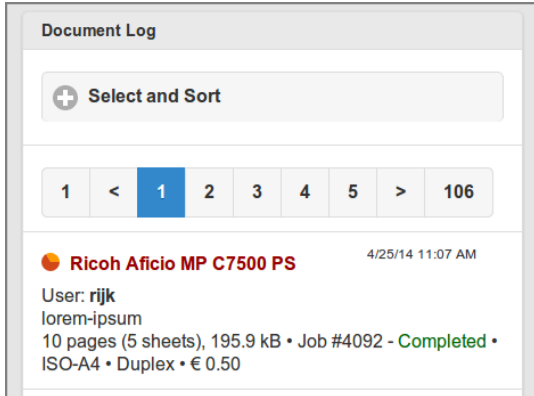 Document Log
Select and Sort
1 < 1 2 3 4 5 > 106
Ricoh Aficio MP C7500 PS 4/25/14 11:07 AM
User: rijk
lorem-ipsum
10 pages (5 sheets), 195.9 kB • Job #4092 - Completed •
ISO-A4 • Duplex • € 0.50